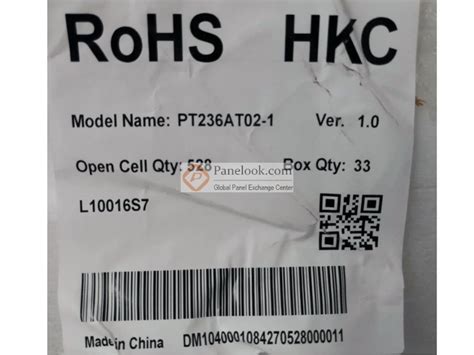 RoHS HKC
Model Name: PT236AT02-1 Ver. 1.0
Open Cell Qty: 528 Box Qty: 33
Panelook.com
Global Panel Exchange Center
L10016S7
Made in China DM1040001084270528000011